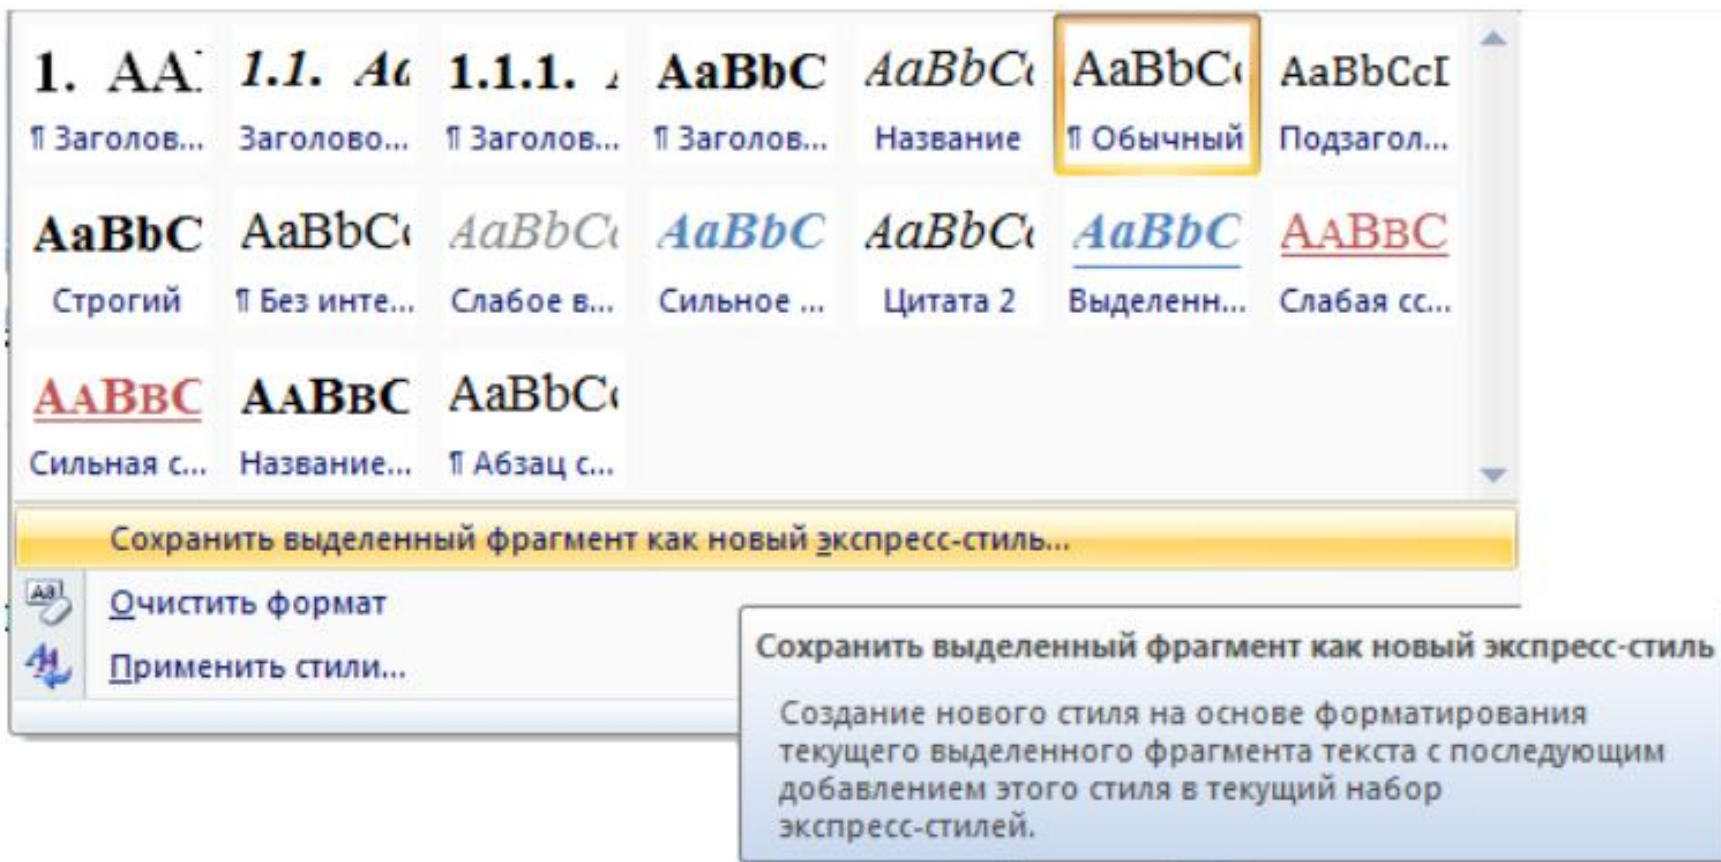 1. АА 1.1. Аа 1.1.1. AaBbC AaBbCc AaBbCc AaBbCcD
¶ Заголов... Заголово... ¶ Заголов... ¶ Заголов... Название ¶ Обычный Подзагол...
AaBbC AaBbCc AaBbCc AaBbC AaBbCc AaBbC AABBC
Строгий ¶ Без инте... Слабое в... Сильное ... Цитата 2 Выделенн... Слабая сс...
AABBC AABBC AaBbCc
Сильная с... Название... ¶ Абзац с...
Сохранить выделенный фрагмент как новый экспресс-стиль...
Очистить формат
Применить стили...
Сохранить выделенный фрагмент как новый экспресс-стиль
Создание нового стиля на основе форматирования
текущего выделенного фрагмента текста с последующим
добавлением этого стиля в текущий набор
экспресс-стилей.